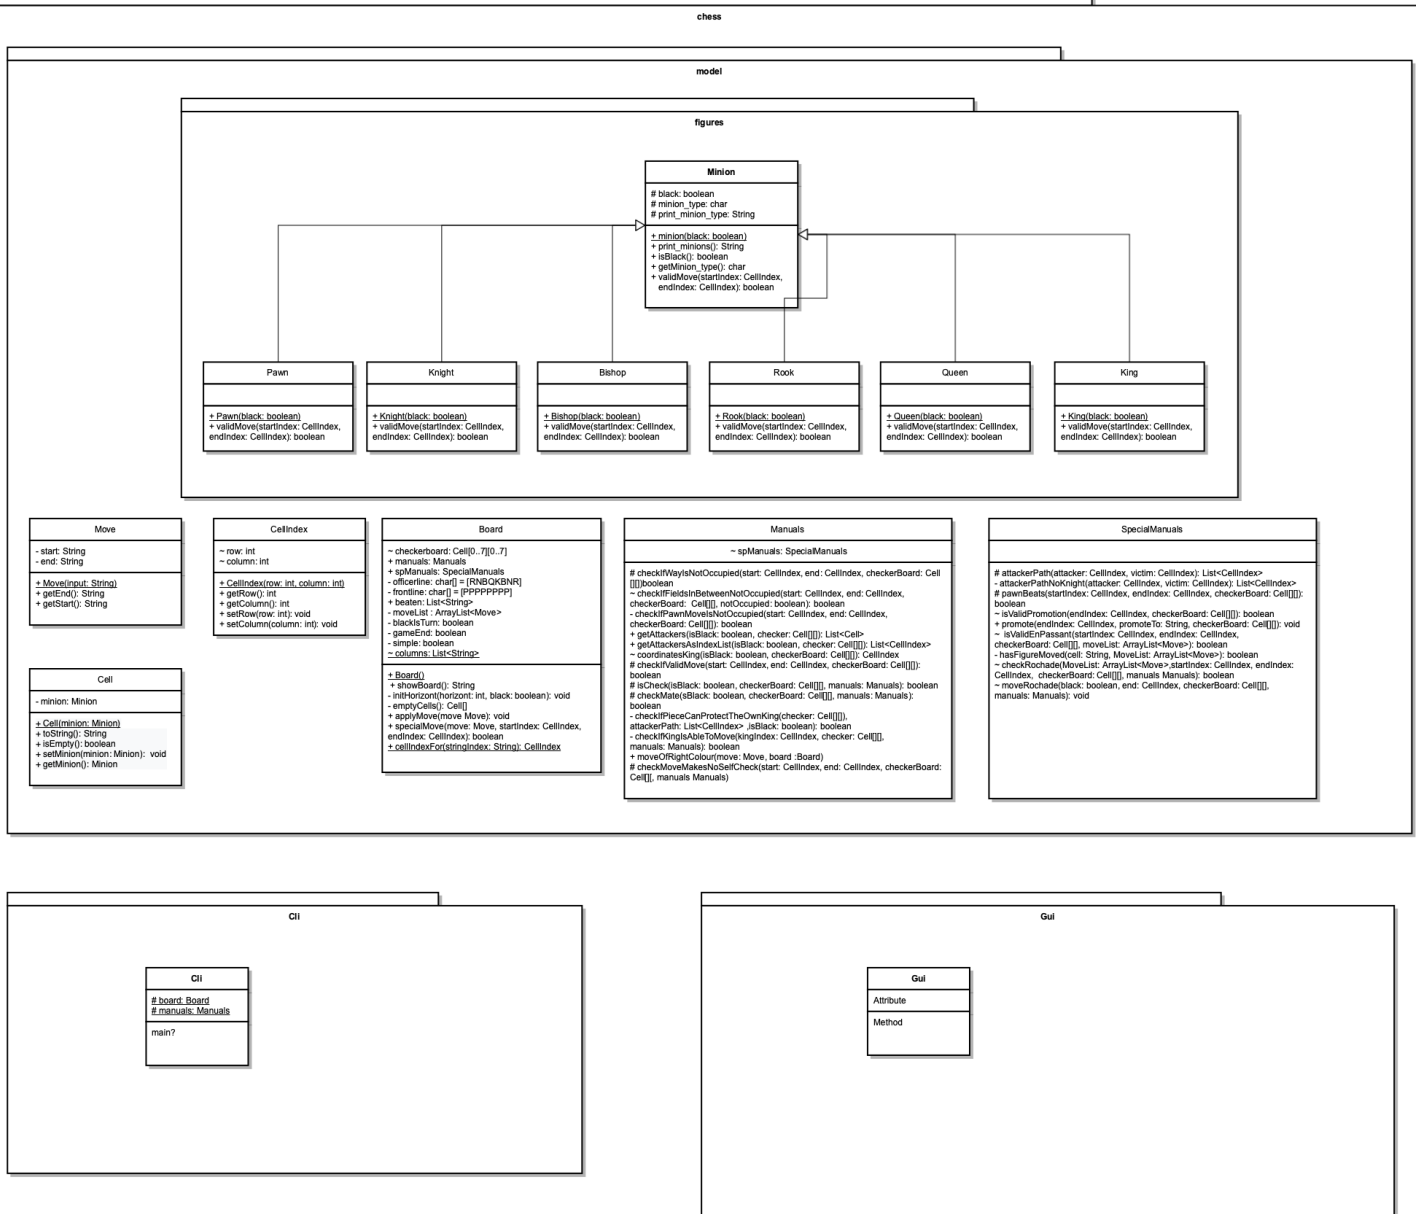 chess
model
figures
Minion
# black: boolean
# minion_type: char
# print_minion_type: String
+ minion(black: boolean)
+ print_minions(): String
+ isBlack(): boolean
+ getMinion_type(): char
+ validMove(startIndex: CellIndex,
endIndex: CellIndex): boolean
Pawn
+ Pawn(black: boolean)
+ validMove(startIndex: CellIndex,
endIndex: CellIndex): boolean
Knight
+ Knight(black: boolean)
+ validMove(startIndex: CellIndex,
endIndex: CellIndex): boolean
Bishop
+ Bishop(black: boolean)
+ validMove(startIndex: CellIndex,
endIndex: CellIndex): boolean
Rook
+ Rook(black: boolean)
+ validMove(startIndex: CellIndex,
endIndex: CellIndex): boolean
Queen
+ Queen(black: boolean)
+ validMove(startIndex: CellIndex,
endIndex: CellIndex): boolean
King
+ King(black: boolean)
+ validMove(startIndex: CellIndex,
endIndex: CellIndex): boolean
Move
- start: String
- end: String
+ Move(input: String)
+ getEnd(): String
+ getStart(): String
CellIndex
~ row: int
~ column: int
+ CellIndex(row: int, column: int)
+ getRow(): int
+ getColumn(): int
+ setRow(row: int): void
+ setColumn(column: int): void
Board
~ checkerboard: Cell[0..7][0..7]
+ manuals: Manuals
+ spManuals: SpecialManuals
- officerline: char[] = [RNBQKBNR]
- frontline: char[] = [PPPPPPPP]
+ beaten: List<String>
- moveList : ArrayList<Move>
- blackIsTurn: boolean
- gameEnd: boolean
- simple: boolean
~ columns: List<String>
+ Board()
+ showBoard(): String
- initHorizont(horizont: int, black: boolean): void
- emptyCells(): Cell[]
+ applyMove(move Move): void
+ specialMove(move: Move, startIndex: CellIndex,
endIndex: CellIndex): boolean
+ cellIndexFor(stringIndex: String): CellIndex
Manuals
~ spManuals: SpecialManuals
# checkIfWayIsNotOccupied(start: CellIndex, end: CellIndex, checkerBoard: Cell
[][])boolean
~ checkIfFieldsInBetweenNotOccupied(start: CellIndex, end: CellIndex,
checkerBoard: Cell[][], notOccupied: boolean): boolean
- checkIfPawnMoveIsNotOccupied(start: CellIndex, end: CellIndex,
checkerBoard: Cell[][]): boolean
+ getAttackers(isBlack: boolean, checker: Cell[][]): List<Cell>
+ getAttackersAsIndexList(isBlack: boolean, checker: Cell[][]): List<CellIndex>
~ coordinatesKing(isBlack: boolean, checkerBoard: Cell[][]): CellIndex
# checkIfValidMove(start: CellIndex, end: CellIndex, checkerBoard: Cell[][]):
boolean
# isCheck(isBlack: boolean, checkerBoard: Cell[][], manuals: Manuals): boolean
# checkMate(sBlack: boolean, checkerBoard: Cell[][], manuals: Manuals):
boolean
- checkIfPieceCanProtectTheOwnKing(checker: Cell[][]),
attackerPath: List<CellIndex> ,isBlack: boolean): boolean
- checkIfKingIsAbleToMove(kingIndex: CellIndex, checker: Cell[][],
manuals: Manuals): boolean
+ moveOfRightColour(move: Move, board :Board)
# checkMoveMakesNoSelfCheck(start: CellIndex, end: CellIndex, checkerBoard:
Cell[][, manuals Manuals)
SpecialManuals
# attackerPath(attacker: CellIndex, victim: CellIndex): List<CellIndex>
- attackerPathNoKnight(attacker: CellIndex, victim: CellIndex): List<CellIndex>
# pawnBeats(startIndex: CellIndex, endIndex: CellIndex, checkerBoard: Cell[][]):
boolean
~ isValidPromotion(endIndex: CellIndex, checkerBoard: Cell[][]): boolean
+ promote(endIndex: CellIndex, promoteTo: String, checkerBoard: Cell[][]): void
~ isValidEnPassant(startIndex: CellIndex, endIndex: CellIndex,
checkerBoard: Cell[][], moveList: ArrayList<Move>): boolean
- hasFigureMoved(cell: String, MoveList: ArrayList<Move>): boolean
~ checkRochade(MoveList: ArrayList<Move>,startIndex: CellIndex, endIndex:
CellIndex, checkerBoard: Cell[][], manuals Manuals): boolean
~ moveRochade(black: boolean, end: CellIndex, checkerBoard: Cell[][],
manuals: Manuals): void
Cell
- minion: Minion
+ Cell(minion: Minion)
+ toString(): String
+ isEmpty(): boolean
+ setMinion(minion: Minion): void
+ getMinion(): Minion
Cli
Cli
# board: Board
# manuals: Manuals
main?
Gui
Gui
Attribute
Method